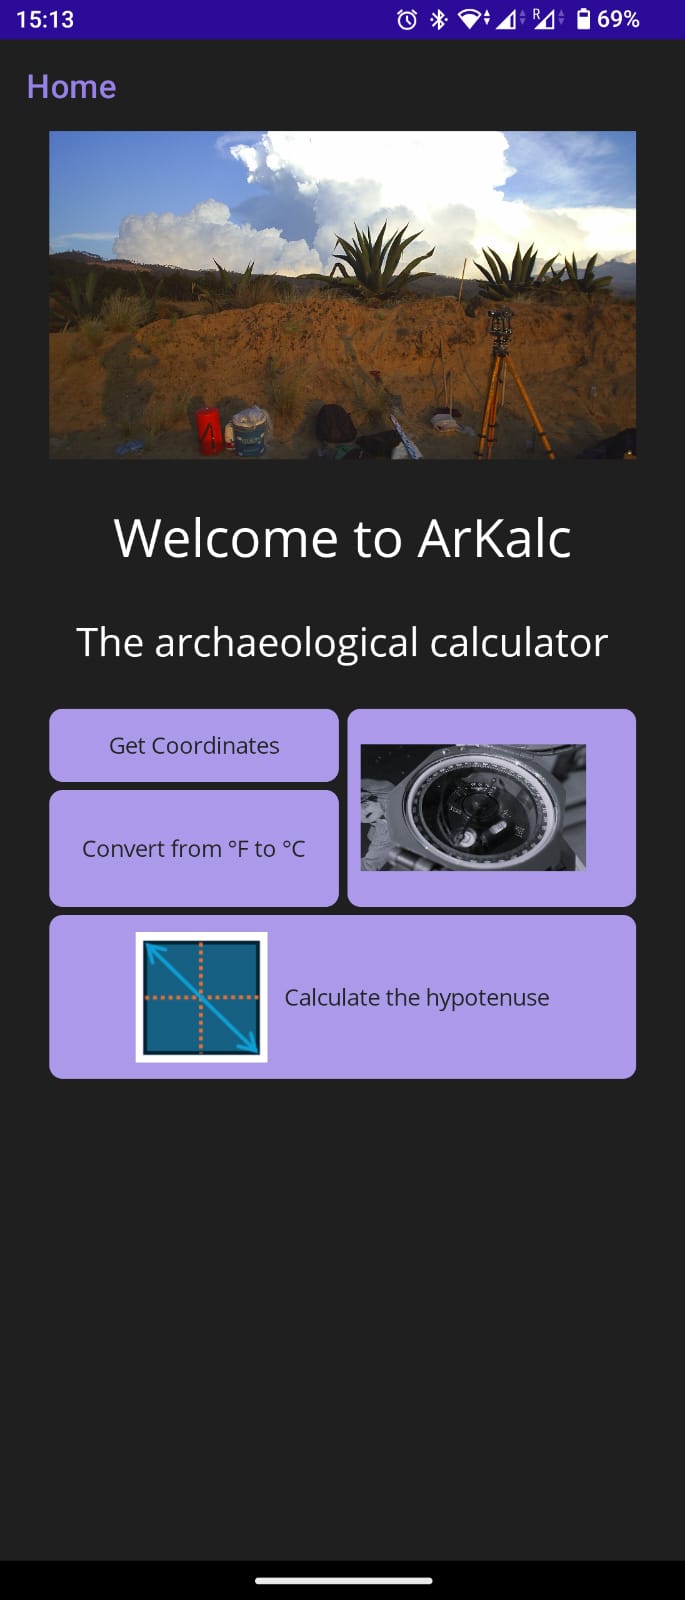 15:13
R
69%
Home
Welcome to ArKalc
The archaeological calculator
Get Coordinates
Convert from °F to °C
Calculate the hypotenuse